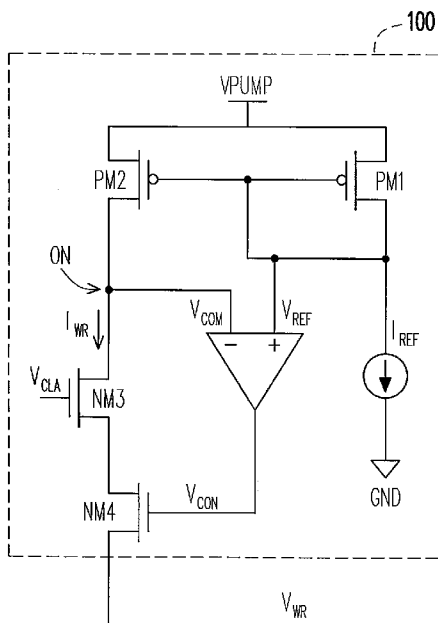 100
VPUMP
PM2
PM1
ON
I_WR
V_COM
V_REF
I_REF
V_CLA
NM3
−
+
GND
NM4
V_CON
V_WR